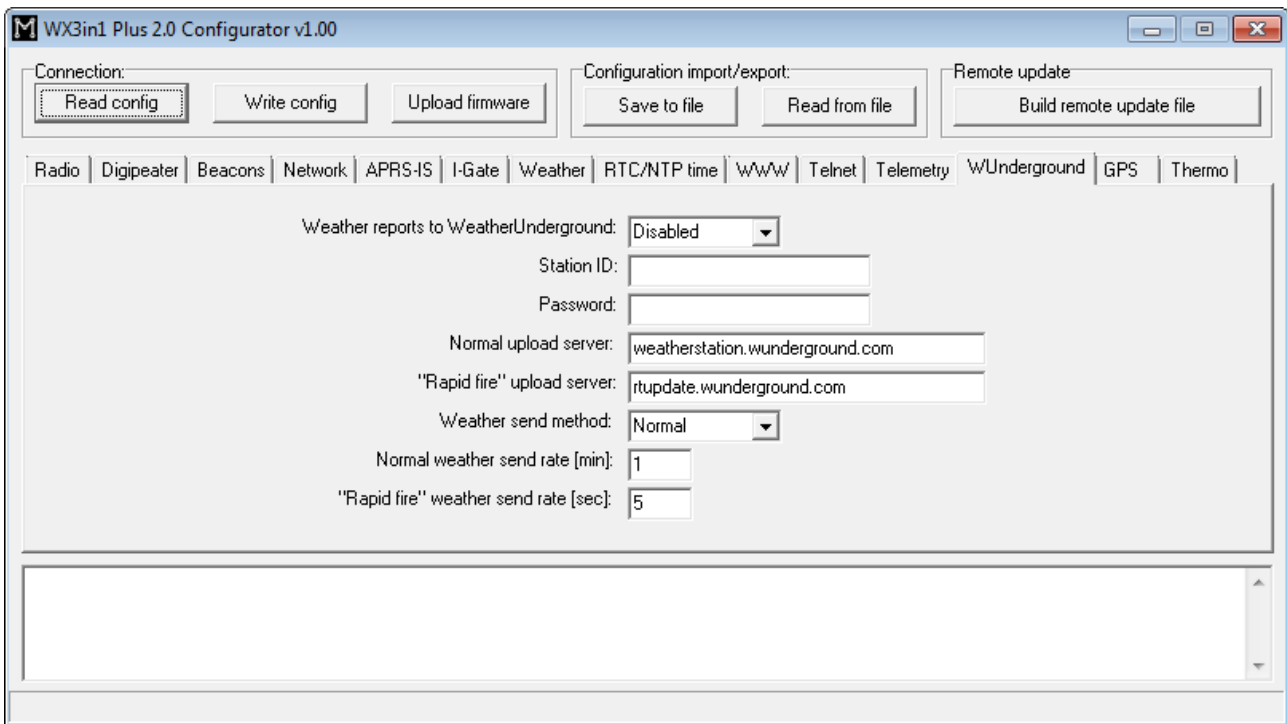 WX3in1 Plus 2.0 Configurator v1.00
Connection: Configuration import/export: Remote update
Read config Write config Upload firmware Save to file Read from file Build remote update file
Radio Digipeater Beacons Network APRS-IS I-Gate Weather RTC/NTP time WWW Telnet Telemetry WUnderground GPS Thermo
Weather reports to WeatherUnderground: Disabled
Station ID:
Password:
Normal upload server: weatherstation.wunderground.com
"Rapid fire" upload server: rtupdate.wunderground.com
Weather send method: Normal
Normal weather send rate [min]: 1
"Rapid fire" weather send rate [sec]: 5